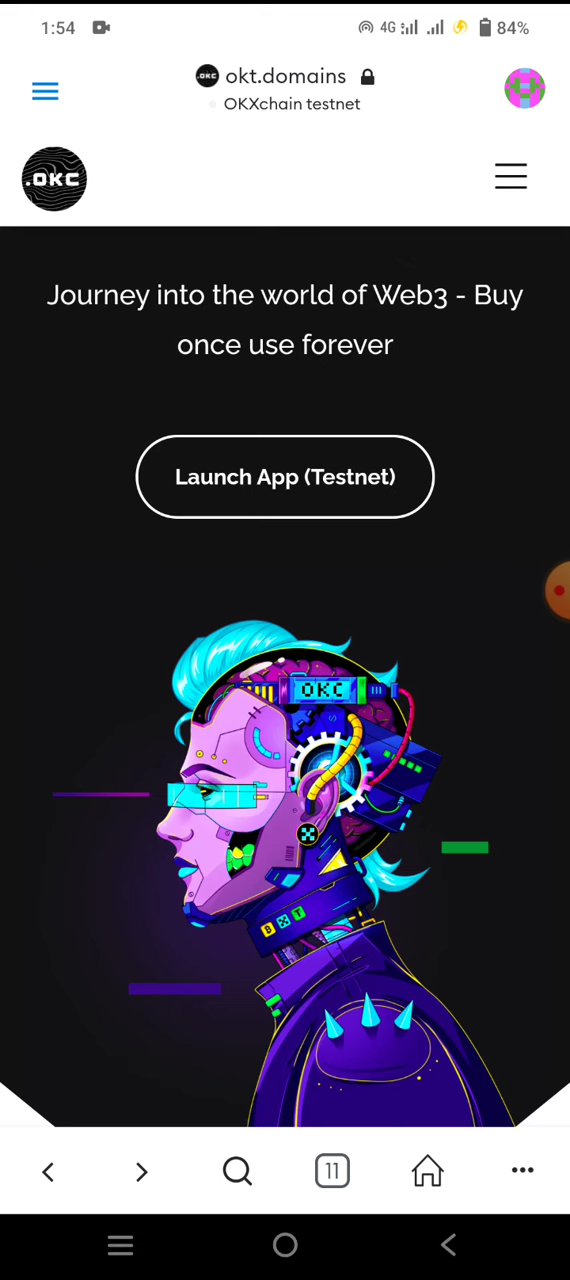 1:54
4G
84%
.OKC
okt.domains
OKXchain testnet
.OKC
Journey into the world of Web3 - Buy
once use forever
Launch App (Testnet)
OKC
B
T
11